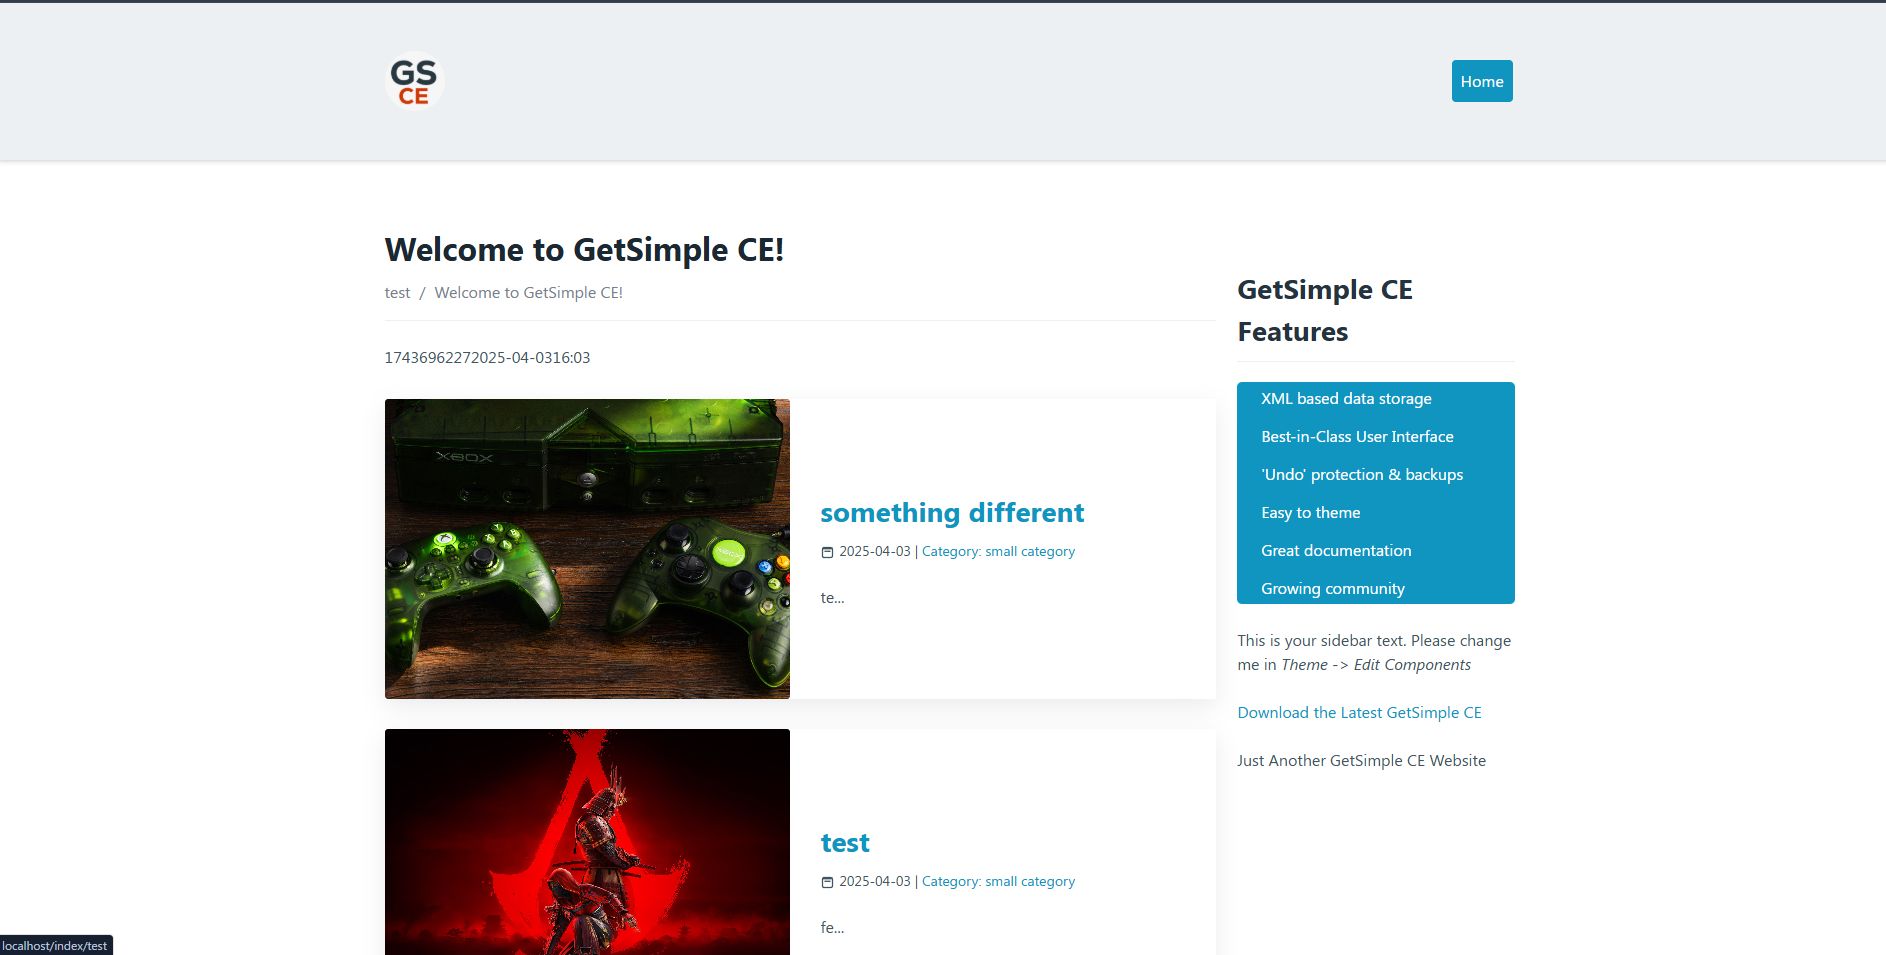 GS
CE
Home
Welcome to GetSimple CE!
test / Welcome to GetSimple CE!
17436962272025-04-0316:03
XBOX
something different
2025-04-03 | Category: small category
te...
test
2025-04-03 | Category: small category
fe...
GetSimple CE
Features
XML based data storage
Best-in-Class User Interface
'Undo' protection & backups
Easy to theme
Great documentation
Growing community
This is your sidebar text. Please change
me in Theme -> Edit Components
Download the Latest GetSimple CE
Just Another GetSimple CE Website
localhost/index/test